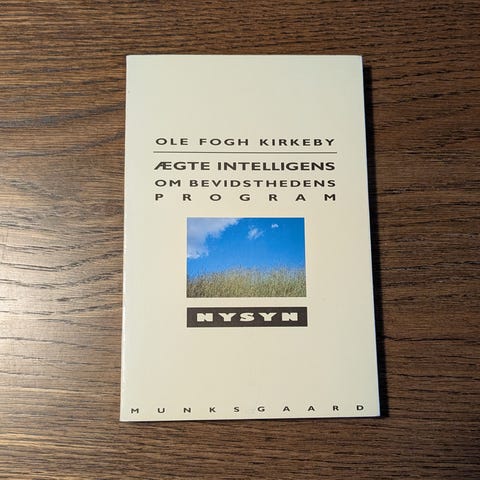 OLE FOGH KIRKEBY
ÆGTE INTELLIGENS
OM BEVIDSTHEDENS
PROGRAM
NYSYN
MUNKSGAARD